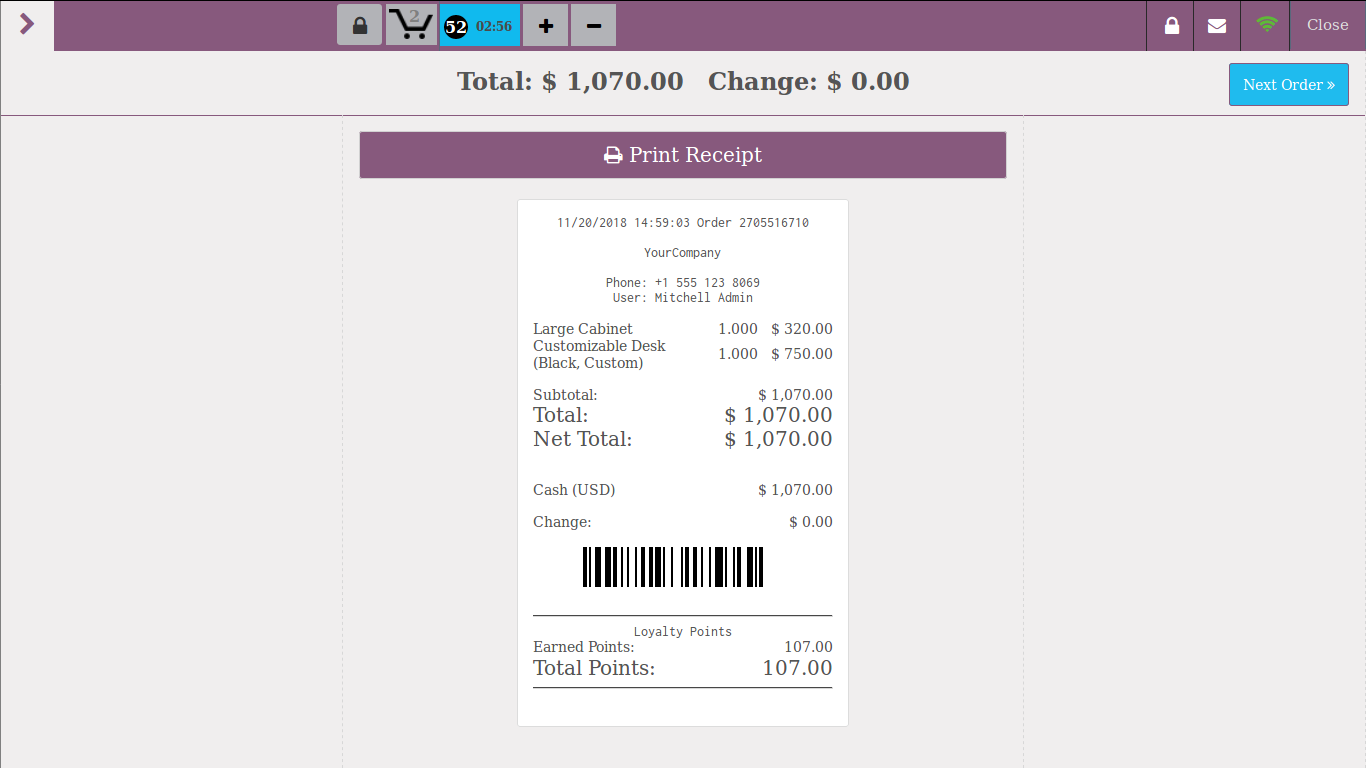 2
52 02:56
Close
Total: $ 1,070.00 Change: $ 0.00
Next Order »
Print Receipt
11/20/2018 14:59:03 Order 2705516710
YourCompany
Phone: +1 555 123 8069
User: Mitchell Admin
Large Cabinet 1.000 $ 320.00
Customizable Desk
(Black, Custom) 1.000 $ 750.00
Subtotal: $ 1,070.00
Total: $ 1,070.00
Net Total: $ 1,070.00
Cash (USD) $ 1,070.00
Change: $ 0.00
Loyalty Points
Earned Points: 107.00
Total Points: 107.00